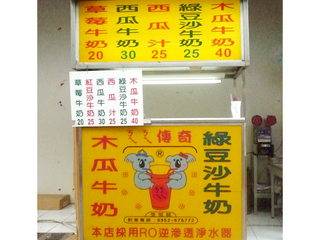 草莓牛奶 20
西瓜牛奶 30
西瓜汁 25
綠豆沙牛奶 25
木瓜牛奶 40
草莓牛奶 20
紅豆沙牛奶 25
西瓜牛奶 30
西瓜汁 25
綠豆沙牛奶 25
木瓜牛奶 40
傳奇
®
木瓜牛奶
綠豆沙牛奶
本店採用RO逆滲透淨水器